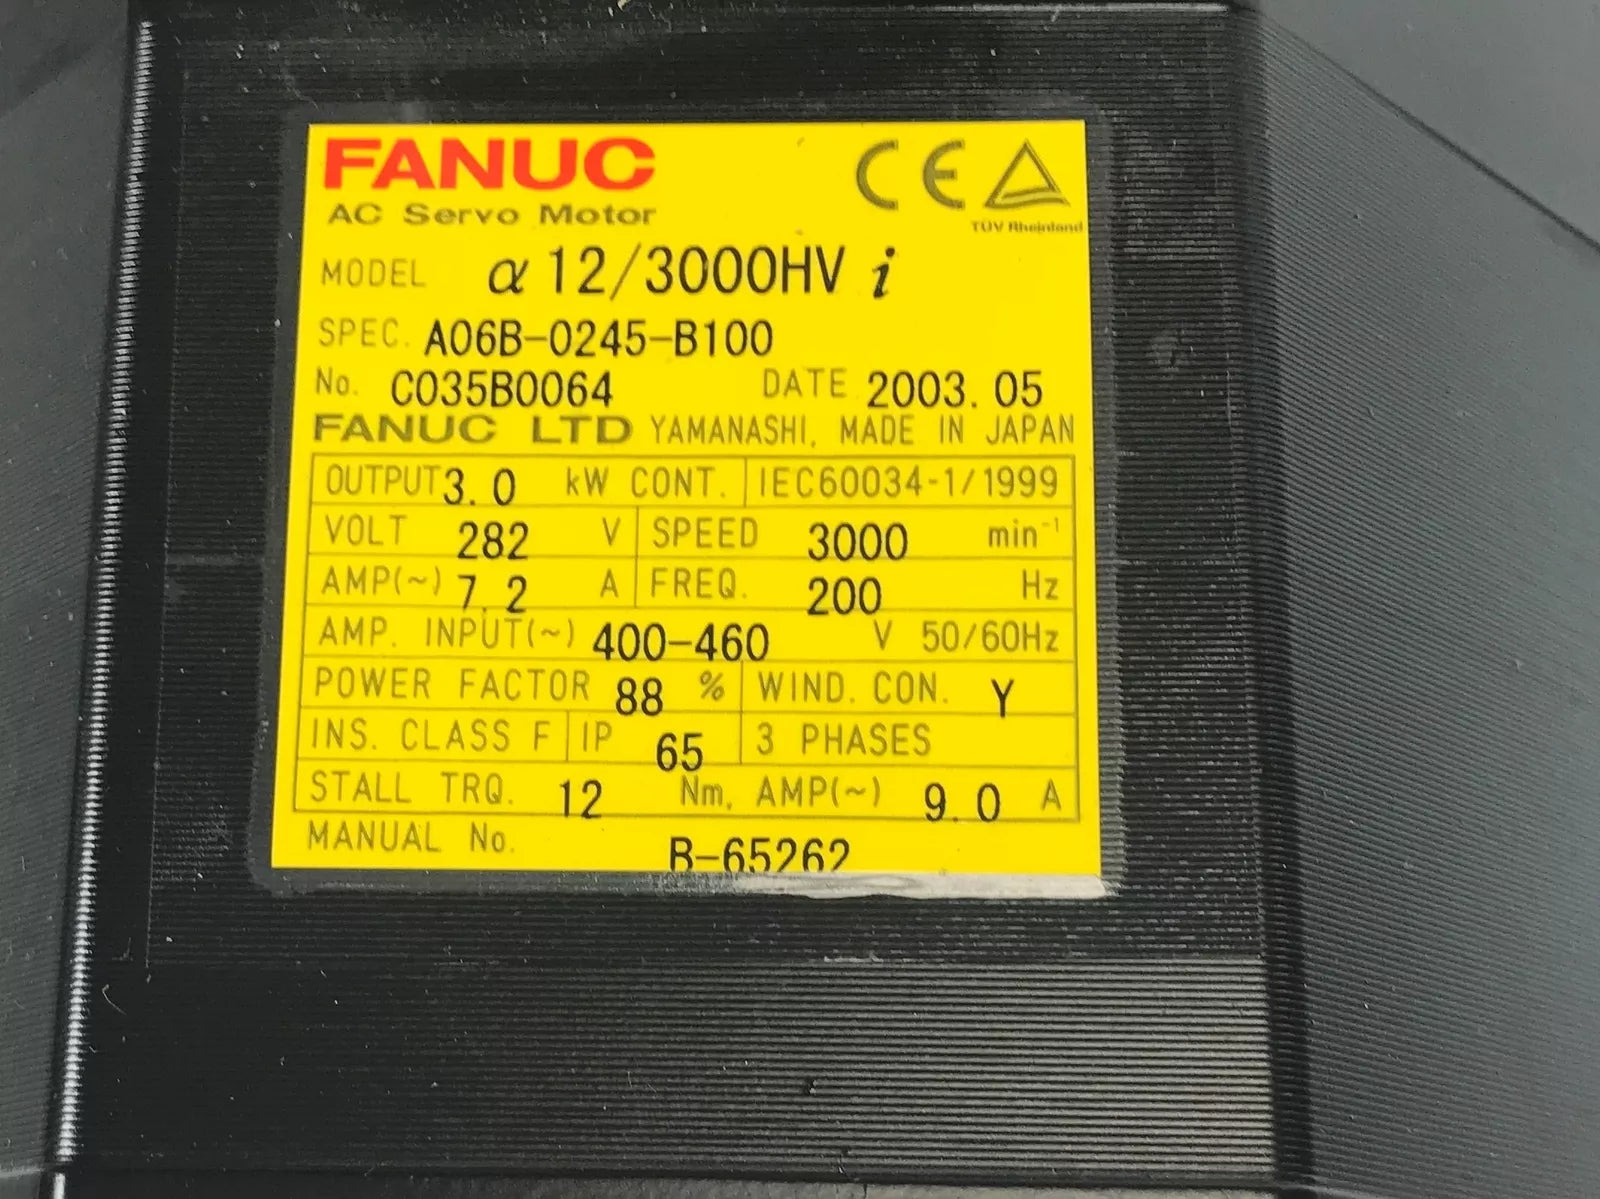 FANUC CE
AC Servo Motor TÜV Rheinland
MODEL α 12/3000HV i
SPEC. A06B-0245-B100
No. C035B0064 DATE 2003.05
FANUC LTD YAMANASHI, MADE IN JAPAN
OUTPUT 3.0 kW CONT. IEC60034-1/1999
VOLT 282 V SPEED 3000 min⁻¹
AMP(~) 7.2 A FREQ. 200 Hz
AMP. INPUT(~) 400-460 V 50/60Hz
POWER FACTOR 88 % WIND. CON. Y
INS. CLASS F IP 65 3 PHASES
STALL TRQ. 12 Nm, AMP(~) 9.0 A
MANUAL No. B-65262